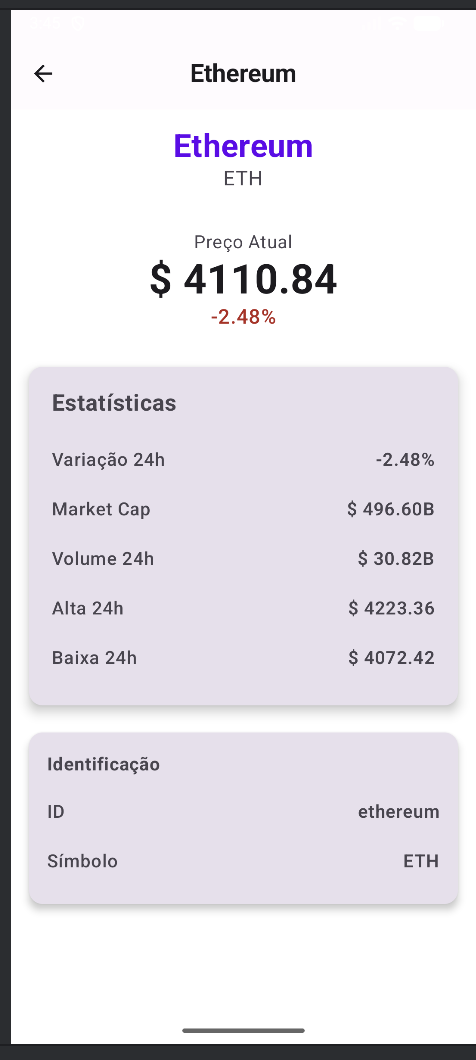 Ethereum
Ethereum
ETH
Preço Atual
$ 4110.84
-2.48%
Estatísticas
Variação 24h -2.48%
Market Cap $ 496.60B
Volume 24h $ 30.82B
Alta 24h $ 4223.36
Baixa 24h $ 4072.42
Identificação
ID ethereum
Símbolo ETH